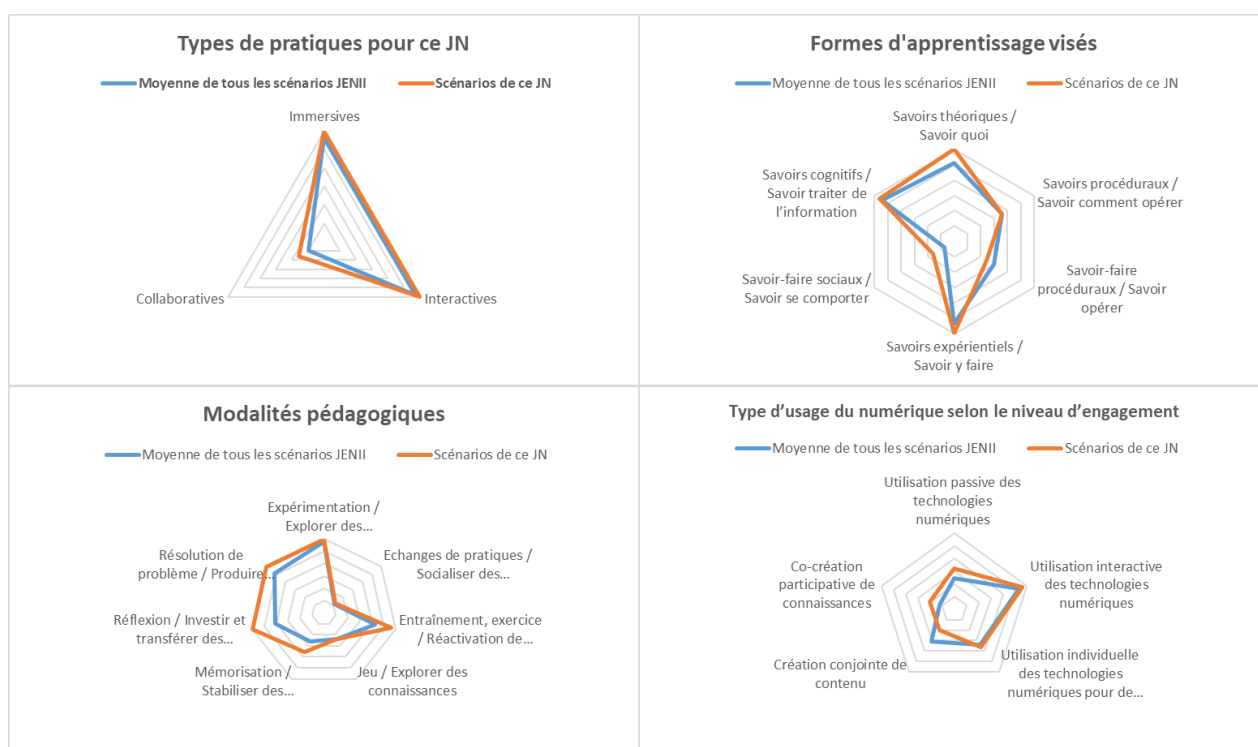 Types de pratiques pour ce JN
Moyenne de tous les scénarios JENII
Scénarios de ce JN
Immersives
Collaboratives
Interactives
Formes d'apprentissage visés
Moyenne de tous les scénarios JENII
Scénarios de ce JN
Savoirs théoriques /
Savoir quoi
Savoirs cognitifs /
Savoir traiter de
l'information
Savoirs procéduraux /
Savoir comment opérer
Savoir-faire sociaux /
Savoir se comporter
Savoir-faire
procéduraux / Savoir
opérer
Savoirs expérientiels /
Savoir y faire
Modalités pédagogiques
Moyenne de tous les scénarios JENII
Scénarios de ce JN
Expérimentation /
Explorer des...
Résolution de
problème / Produire...
Echanges de pratiques /
Socialiser des...
Réflexion / Investir et
transférer des...
Entraînement, exercice
/ Réactivation de...
Mémorisation /
Stabiliser des...
Jeu / Explorer des
connaissances
Type d’usage du numérique selon le niveau d’engagement
Moyenne de tous les scénarios JENII
Scénarios de ce JN
Utilisation passive des
technologies
numériques
Co-création
participative de
connaissances
Utilisation interactive
des technologies
numériques
Création conjointe de
contenu
Utilisation individuelle
des technologies
numériques pour de...